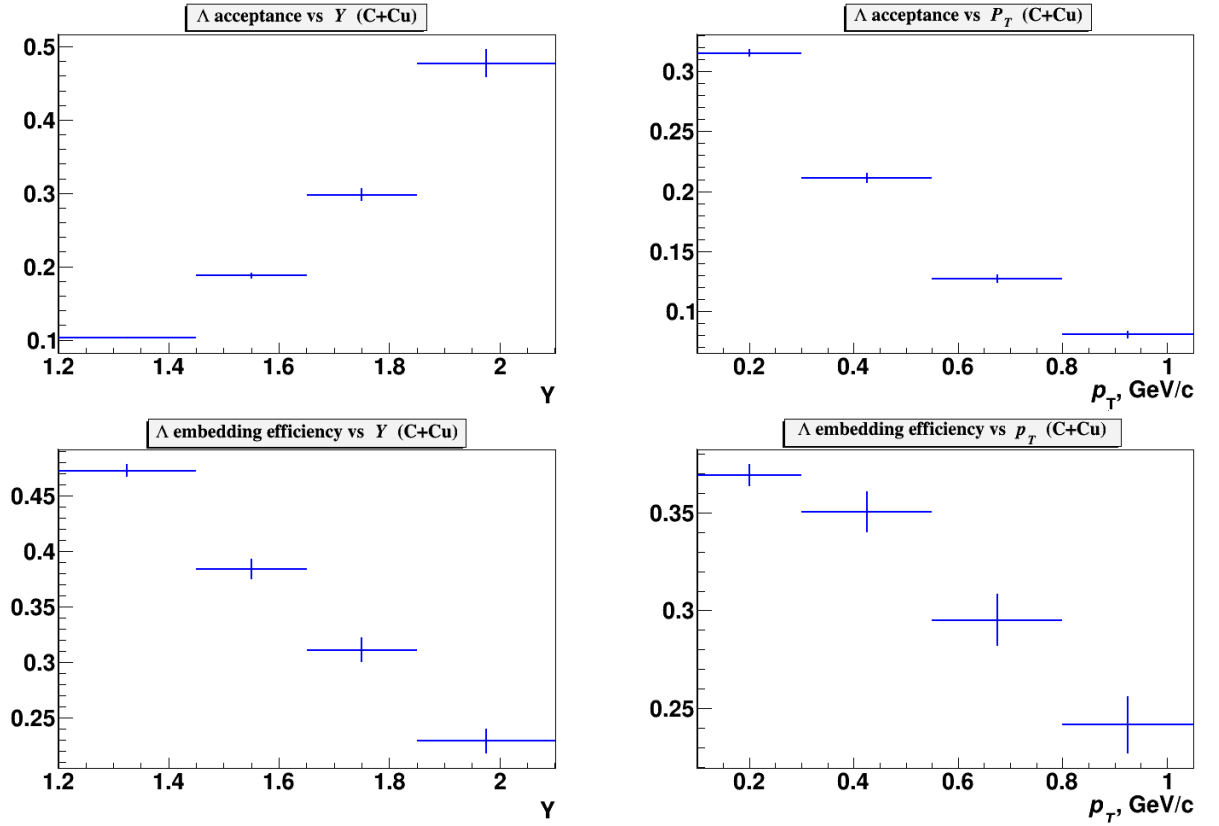 Λ acceptance vs Y (C+Cu)
0.5
0.4
0.3
0.2
0.1
1.2 1.4 1.6 1.8 2
Y
Λ acceptance vs P_T (C+Cu)
0.3
0.25
0.2
0.15
0.1
0.2 0.4 0.6 0.8 1
p_T, GeV/c
Λ embedding efficiency vs Y (C+Cu)
0.45
0.4
0.35
0.3
0.25
1.2 1.4 1.6 1.8 2
Y
Λ embedding efficiency vs p_T (C+Cu)
0.35
0.3
0.25
0.2 0.4 0.6 0.8 1
p_T, GeV/c